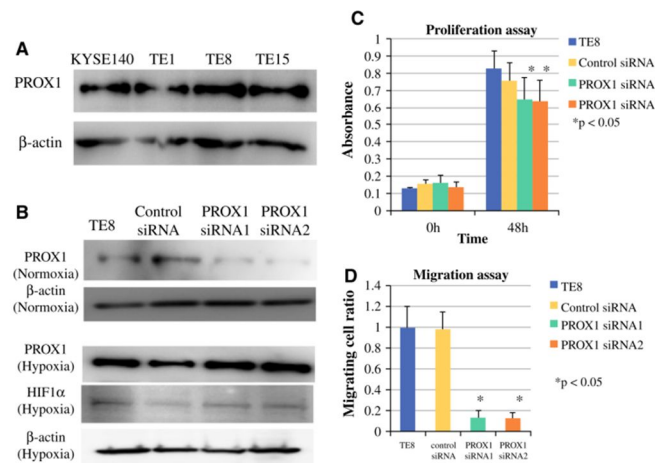 A
KYSE140 TE1 TE8 TE15
PROX1
β-actin
B
TE8 Control siRNA PROX1 siRNA1 PROX1 siRNA2
PROX1
(Normoxia)
β-actin
(Normoxia)
PROX1
(Hypoxia)
HIF1α
(Hypoxia)
β-actin
(Hypoxia)
C
Proliferation assay
Absorbance
1
0.9
0.8
0.7
0.6
0.5
0.4
0.3
0.2
0.1
0
* *
0h 48h
Time
TE8
Control siRNA
PROX1 siRNA
PROX1 siRNA
*p < 0.05
D
Migration assay
Migrating cell ratio
1.4
1.2
1
0.8
0.6
0.4
0.2
0
* *
TE8 control siRNA PROX1 siRNA1 PROX1 siRNA2
TE8
Control siRNA
PROX1 siRNA1
PROX1 siRNA2
*p < 0.05